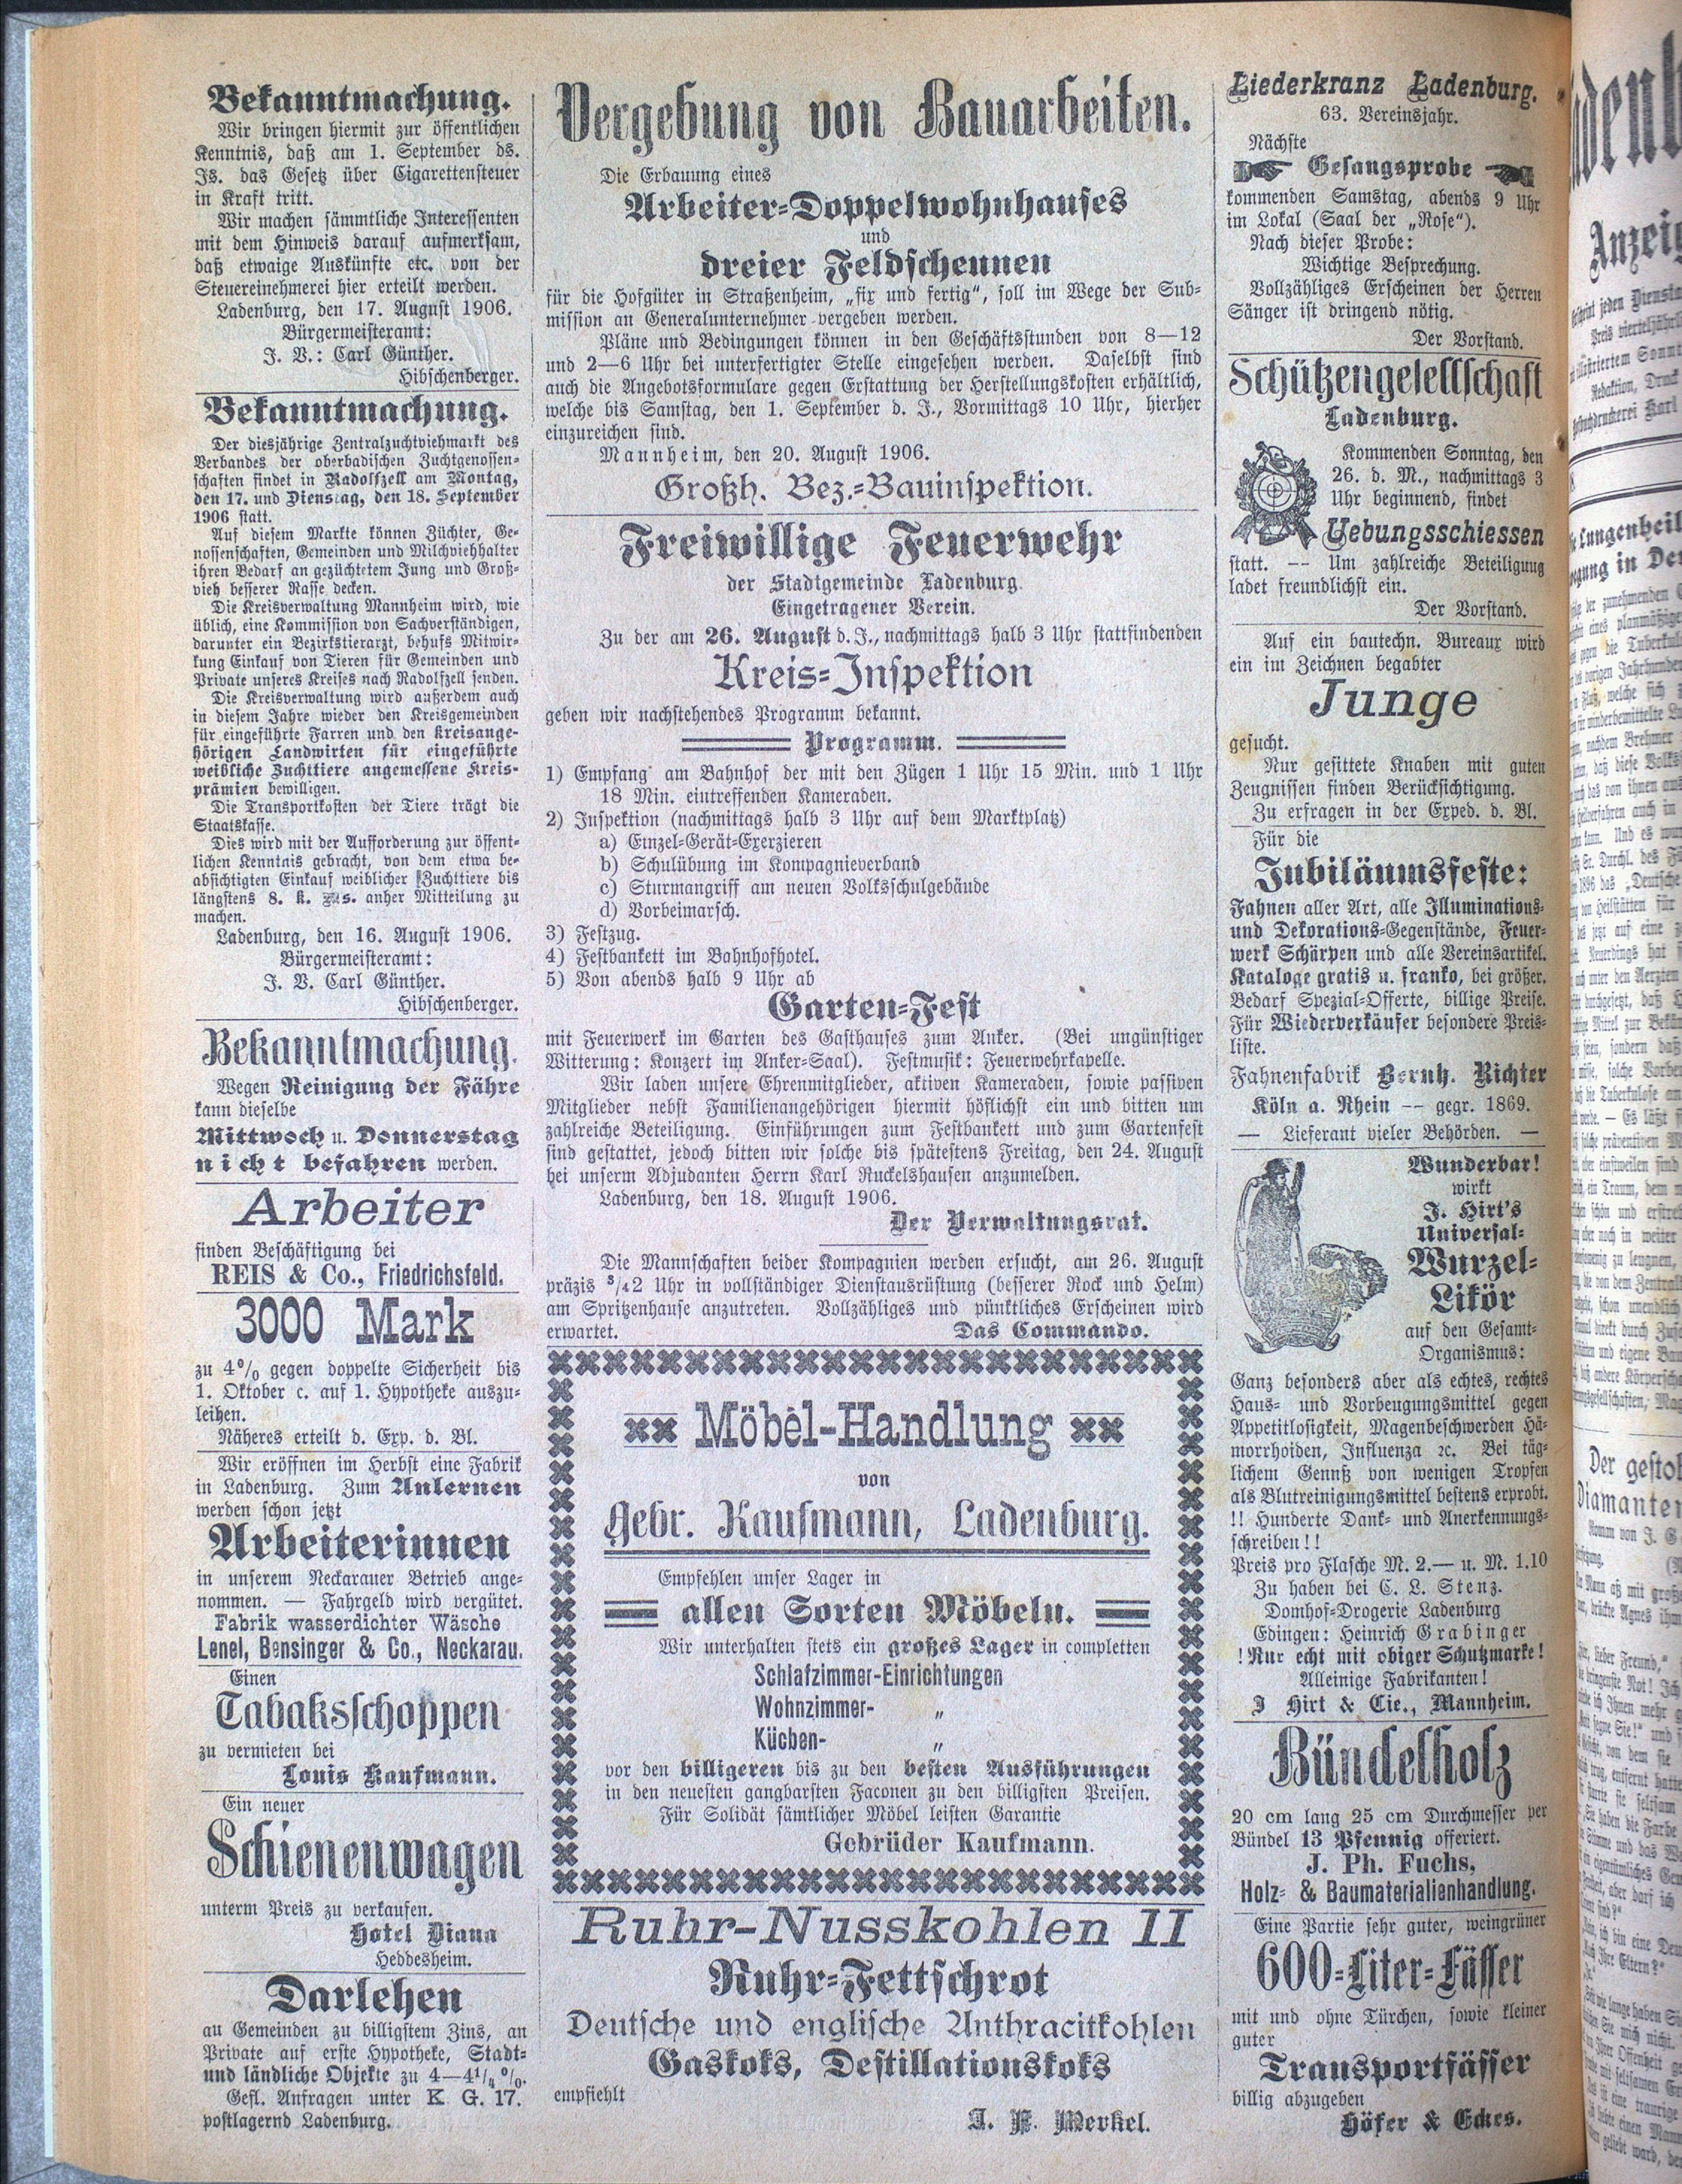 Bekanntmachung.
Wir bringen hiermit zur öffentlichen
Kenntnis, daß am 1. September ds.
Js. das Gesetz über Cigarettensteuer
in Kraft tritt.
Wir machen sämmtliche Interessenten
mit dem Hinweis darauf aufmerksam,
daß etwaige Auskünfte etc. von der
Steuereinehmerei hier erteilt werden.
Ladenburg, den 17. August 1906.
Bürgermeisteramt:
J. V.: Carl Günther.
Hibschenberger.
Bekanntmachung.
Der diesjährige Zentralzuchtviehmarkt des
Verbandes der oberbadischen Zuchtgenossen-
schaften findet in Radolfzell am Montag,
den 17. und Dienstag, den 18. September
1906 statt.
Auf diesem Markte können Züchter, Ge-
nossenschaften, Gemeinden und Milchviehhalter
ihren Bedarf an gezüchtetem Jung und Groß-
vieh besserer Rasse decken.
Die Kreisverwaltung Mannheim wird, wie
üblich, eine Kommission von Sachverständigen,
darunter ein Bezirkstierarzt, behufs Mitwir-
kung Einkauf von Tieren für Gemeinden und
Private unseres Kreises nach Radolfzell senden.
Die Kreisverwaltung wird außerdem auch
in diesem Jahre wieder den Kreisgemeinden
für eingeführte Farren und den Kreisange-
hörigen Landwirten für eingeführte
weibliche Zuchttiere angemessene Kreis-
prämien bewilligen.
Die Transportkosten der Tiere trägt die
Staatskasse.
Dies wird mit der Aufforderung zur öffent-
lichen Kenntnis gebracht, von dem etwa be-
absichtigten Einkauf weiblicher Zuchttiere bis
längstens 8. k. Mts. anher Mitteilung zu
machen.
Ladenburg, den 16. August 1906.
Bürgermeisteramt:
J. V. Carl Günther.
Hibschenberger.
Bekanntmachung.
Wegen Reinigung der Fähre
kann dieselbe
Mittwoch u. Donnerstag
nicht befahren werden.
Arbeiter
finden Beschäftigung bei
REIS & Co., Friedrichsfeld.
3000 Mark
zu 4% gegen doppelte Sicherheit bis
1. Oktober c. auf 1. Hypotheke auszu-
leihen.
Näheres erteilt d. Exp. d. Bl.
Wir eröffnen im Herbst eine Fabrik
in Ladenburg. Zum Anlernen
werden schon jetzt
Arbeiterinnen
in unserem Neckarauer Betrieb ange-
nommen. — Fahrgeld wird vergütet.
Fabrik wasserdichter Wäsche
Lenel, Bensinger & Co., Neckarau.
Einen
Tabaksschoppen
zu vermieten bei
Louis Kaufmann.
Ein neuer
Schienenwagen
unterm Preis zu verkaufen.
Hotel Diana
Heddesheim.
Darlehen
an Gemeinden zu billigstem Zins, an
Private auf erste Hypotheke, Stadt-
und ländliche Objekte zu 4—4¼%.
Gefl. Anfragen unter K. G. 17.
postlagernd Ladenburg.
Vergebung von Bauarbeiten.
Die Erbauung eines
Arbeiter-Doppelwohnhauses
und
dreier Feldscheunen
für die Hofgüter in Straßenheim, „fix und fertig“, soll im Wege der Sub-
mission an Generalunternehmer vergeben werden.
Pläne und Bedingungen können in den Geschäftsstunden von 8—12
und 2—6 Uhr bei unterfertigter Stelle eingesehen werden. Daselbst sind
auch die Angebotsformulare gegen Erstattung der Herstellungskosten erhältlich,
welche bis Samstag, den 1. September d. J., Vormittags 10 Uhr, hierher
einzureichen sind.
Mannheim, den 20. August 1906.
Großh. Bez.-Bauinspektion.
Freiwillige Feuerwehr
der Stadtgemeinde Ladenburg.
Eingetragener Verein.
Zu der am 26. August d. J., nachmittags halb 3 Uhr stattfindenden
Kreis-Inspektion
geben wir nachstehendes Programm bekannt.
Programm.
1) Empfang am Bahnhof der mit den Zügen 1 Uhr 15 Min. und 1 Uhr
18 Min. eintreffenden Kameraden.
2) Inspektion (nachmittags halb 3 Uhr auf dem Marktplatz)
a) Einzel-Gerät-Exerzieren
b) Schulübung im Kompagnieverband
c) Sturmangriff am neuen Volksschulgebäude
d) Vorbeimarsch.
3) Festzug.
4) Festbankett im Bahnhofhotel.
5) Von abends halb 9 Uhr ab
Garten-Fest
mit Feuerwerk im Garten des Gasthauses zum Anker. (Bei ungünstiger
Witterung: Konzert im Anker-Saal). Festmusik: Feuerwehrkapelle.
Wir laden unsere Ehrenmitglieder, aktiven Kameraden, sowie passiven
Mitglieder nebst Familienangehörigen hiermit höflichst ein und bitten um
zahlreiche Beteiligung. Einführungen zum Festbankett und zum Gartenfest
sind gestattet, jedoch bitten wir solche bis spätestens Freitag, den 24. August
bei unserm Adjudanten Herrn Karl Ruckelshausen anzumelden.
Ladenburg, den 18. August 1906.
Der Verwaltungsrat.
Die Mannschaften beider Kompagnien werden ersucht, am 26. August
präzis ¾2 Uhr in vollständiger Dienstausrüstung (besserer Rock und Helm)
am Spritzenhause anzutreten. Vollzähliges und pünktliches Erscheinen wird
erwartet. Das Commando.
Möbel-Handlung
von
Gebr. Kaufmann, Ladenburg.
Empfehlen unser Lager in
allen Sorten Möbeln.
Wir unterhalten stets ein großes Lager in completten
Schlafzimmer-Einrichtungen
Wohnzimmer- „
Küchen- „
vor den billigeren bis zu den besten Ausführungen
in den neuesten gangbarsten Faconen zu den billigsten Preisen.
Für Solidät sämtlicher Möbel leisten Garantie
Gebrüder Kaufmann.
Ruhr-Nusskohlen II
Ruhr-Fettschrot
Deutsche und englische Anthracitkohlen
Gaskoks, Destillationskoks
empfiehlt
J. F. Merkel.
Liederkranz Ladenburg.
63. Vereinsjahr.
Nächste
Gesangsprobe
kommenden Samstag, abends 9 Uhr
im Lokal (Saal der „Rose“).
Nach dieser Probe:
Wichtige Besprechung.
Vollzähliges Erscheinen der Herren
Sänger ist dringend nötig.
Der Vorstand.
Schützengesellschaft
Ladenburg.
Kommenden Sonntag, den
26. d. M., nachmittags 3
Uhr beginnend, findet
Uebungsschiessen
statt. — Um zahlreiche Beteiligung
ladet freundlichst ein.
Der Vorstand.
Auf ein bautechn. Bureaux wird
ein im Zeichnen begabter
Junge
gesucht.
Nur gesittete Knaben mit guten
Zeugnissen finden Berücksichtigung.
Zu erfragen in der Exped. d. Bl.
Für die
Jubiläumsfeste:
Fahnen aller Art, alle Illuminations-
und Dekorations-Gegenstände, Feuer-
werk Schärpen und alle Vereinsartikel.
Kataloge gratis u. franko, bei größer.
Bedarf Spezial-Offerte, billige Preise.
Für Wiederverkäufer besondere Preis-
liste.
Fahnenfabrik Bernh. Richter
Köln a. Rhein — gegr. 1869.
— Lieferant vieler Behörden. —
Wunderbar!
wirkt
J. Hirt's
Universal-
Wurzel-
Likör
auf den Gesamt-
Organismus:
Ganz besonders aber als echtes, rechtes
Haus- und Vorbeugungsmittel gegen
Appetitlosigkeit, Magenbeschwerden Hä-
morrhoiden, Influenza ꝛc. Bei täg-
lichem Genuß von wenigen Tropfen
als Blutreinigungsmittel bestens erprobt.
!! Hunderte Dank- und Anerkennungs-
schreiben!!
Preis pro Flasche M. 2.— u. M. 1.10
Zu haben bei C. L. Stenz.
Domhof-Drogerie Ladenburg
Edingen: Heinrich Grabinger
! Nur echt mit obiger Schutzmarke!
Alleinige Fabrikanten!
J Hirt & Cie., Mannheim.
Bündelholz
20 cm lang 25 cm Durchmesser per
Bündel 13 Pfennig offeriert.
J. Ph. Fuchs,
Holz- & Baumaterialienhandlung.
Eine Partie sehr guter, weingrüner
600-Liter-Fässer
mit und ohne Türchen, sowie kleiner
guter
Transportfässer
billig abzugeben
Höfer & Eckes.